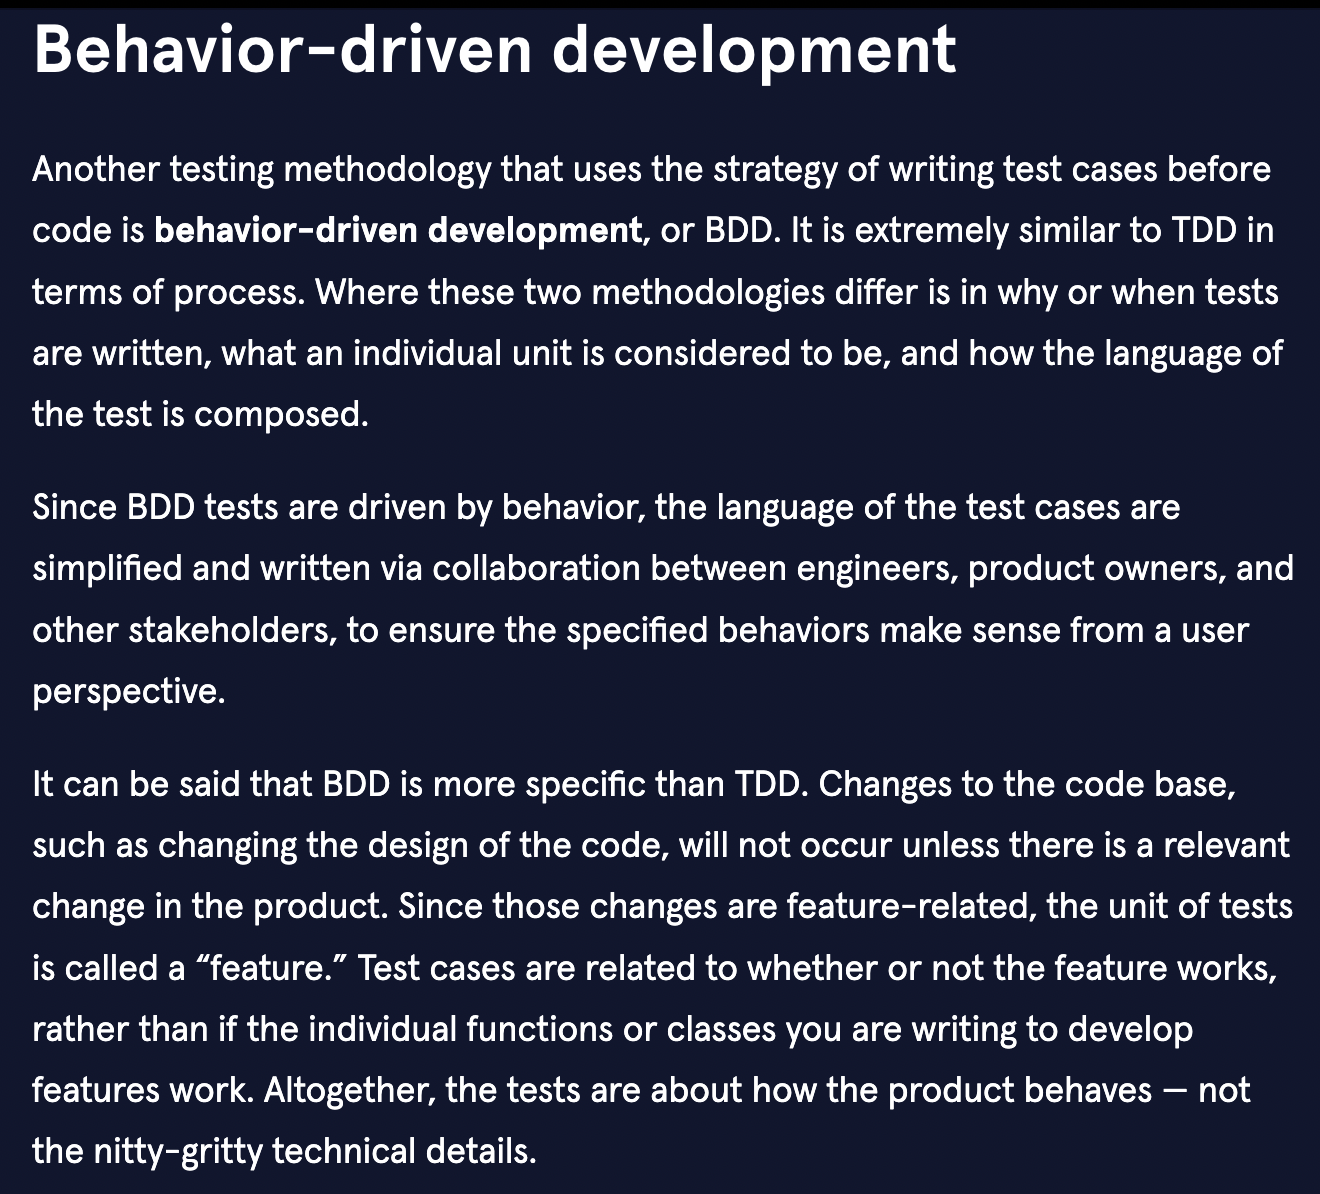 Behavior-driven development
Another testing methodology that uses the strategy of writing test cases before
code is behavior-driven development, or BDD. It is extremely similar to TDD in
terms of process. Where these two methodologies differ is in why or when tests
are written, what an individual unit is considered to be, and how the language of
the test is composed.
Since BDD tests are driven by behavior, the language of the test cases are
simplified and written via collaboration between engineers, product owners, and
other stakeholders, to ensure the specified behaviors make sense from a user
perspective.
It can be said that BDD is more specific than TDD. Changes to the code base,
such as changing the design of the code, will not occur unless there is a relevant
change in the product. Since those changes are feature-related, the unit of tests
is called a “feature.” Test cases are related to whether or not the feature works,
rather than if the individual functions or classes you are writing to develop
features work. Altogether, the tests are about how the product behaves — not
the nitty-gritty technical details.